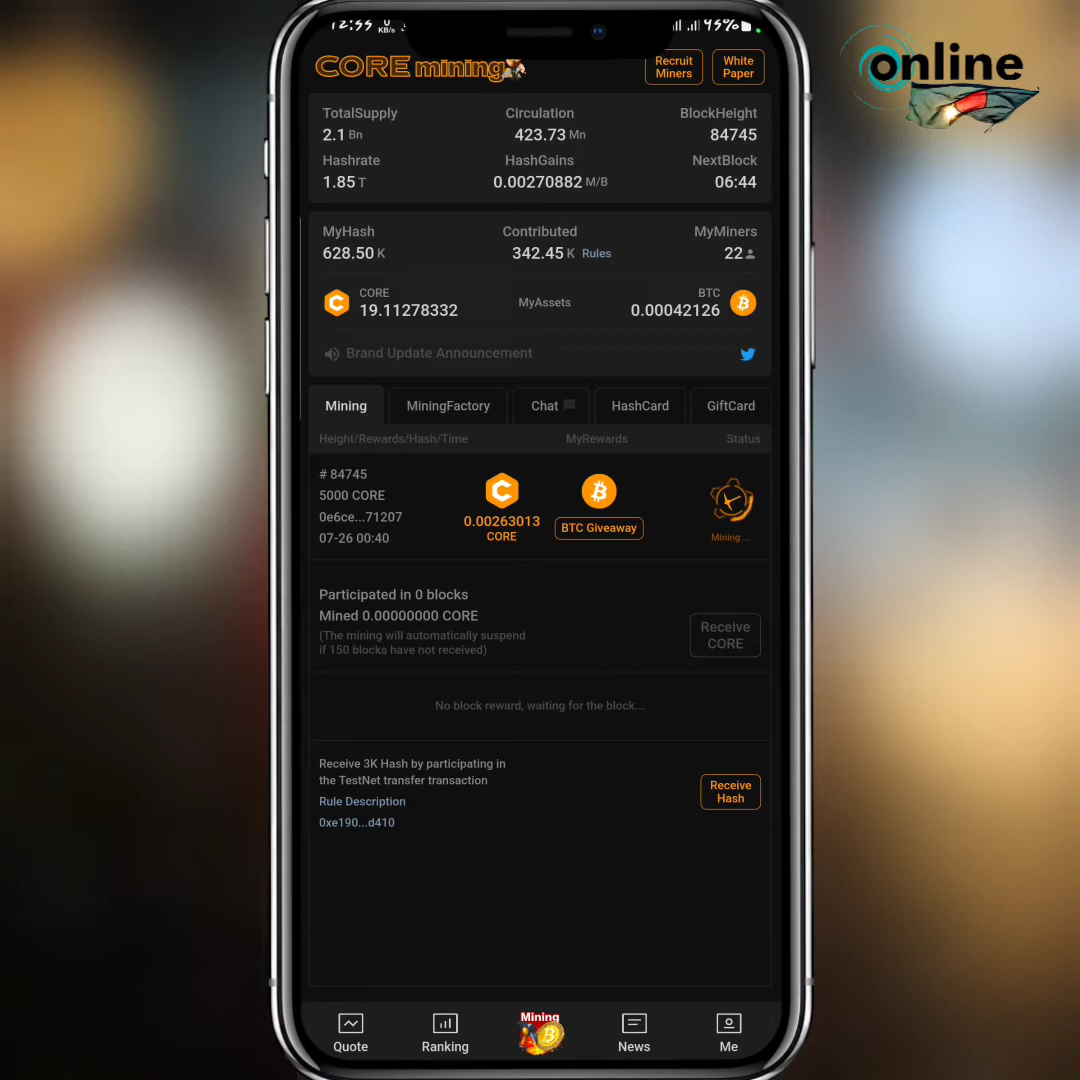 12:33
KB/s
43%
online
CORE mining
Recruit
Miners
White
Paper
TotalSupply Circulation BlockHeight
2.1 Bn 423.73 Mn 84745
Hashrate HashGains NextBlock
1.85 T 0.00270882 M/B 06:44
MyHash Contributed MyMiners
628.50 K 342.45 K Rules 22
CORE BTC
19.11278332 MyAssets 0.00042126
Brand Update Announcement
Mining MiningFactory Chat HashCard GiftCard
Height/Rewards/Hash/Time MyRewards Status
# 84745
5000 CORE
0e6ce...71207
07-26 00:40
0.00263013
CORE
BTC Giveaway
Mining ...
Participated in 0 blocks
Mined 0.00000000 CORE
(The mining will automatically suspend
if 150 blocks have not received)
Receive
CORE
No block reward, waiting for the block...
Receive 3K Hash by participating in
the TestNet transfer transaction
Rule Description
0xe190...d410
Receive
Hash
Mining
Quote Ranking News Me